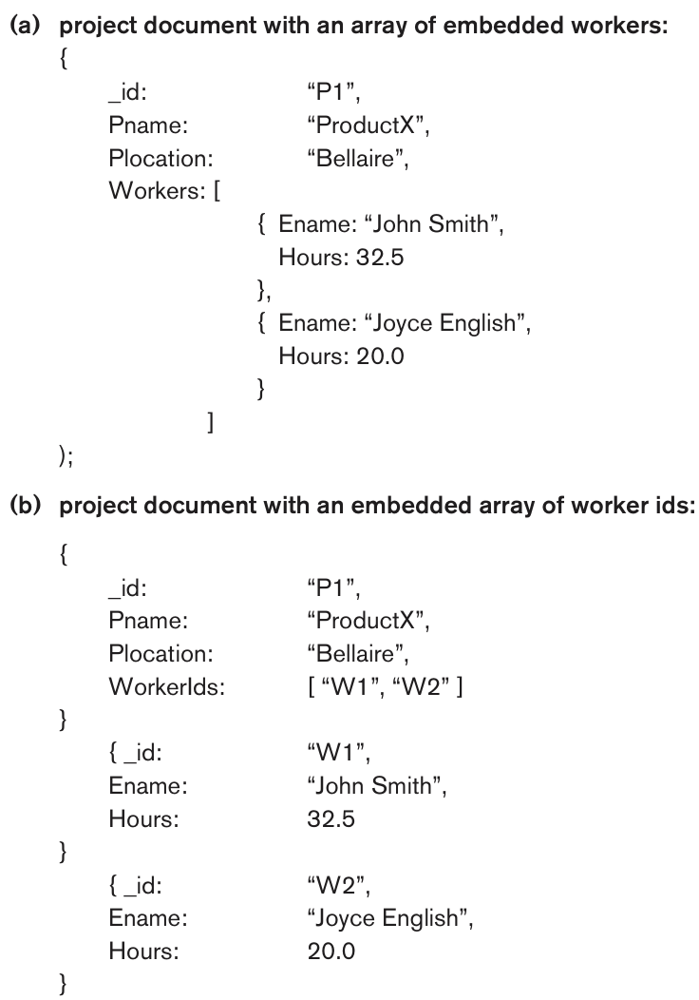 (a) project document with an array of embedded workers:
{
_id: “P1”,
Pname: “ProductX”,
Plocation: “Bellaire”,
Workers: [
{ Ename: “John Smith”,
Hours: 32.5
},
{ Ename: “Joyce English”,
Hours: 20.0
}
]
);
(b) project document with an embedded array of worker ids:
{
_id: “P1”,
Pname: “ProductX”,
Plocation: “Bellaire”,
WorkerIds: [ “W1”, “W2” ]
}
{ _id: “W1”,
Ename: “John Smith”,
Hours: 32.5
}
{ _id: “W2”,
Ename: “Joyce English”,
Hours: 20.0
}